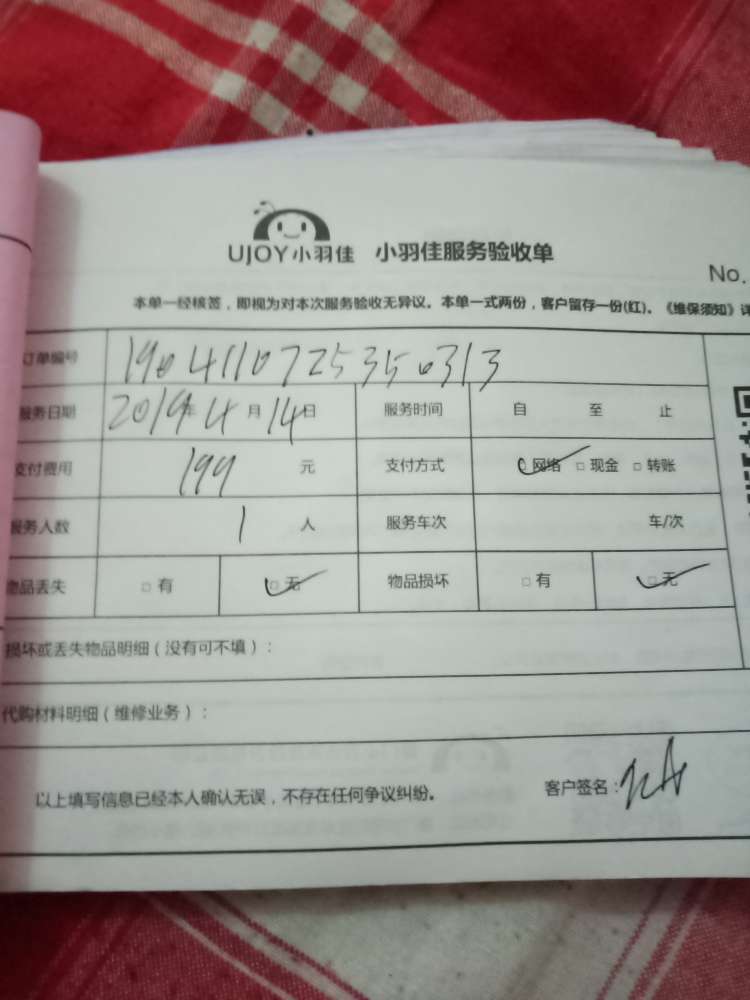 UJOY小羽佳 小羽佳服务验收单
No.
本单一经核签，即视为对本次服务验收无异议。本单一式两份，客户留存一份(红)。《维保须知》详
订单编号 1904110725350313
服务日期 2019年4月14日 服务时间 自 至 止
支付费用 199 元 支付方式 □网络 □现金 □转账
服务人数 1 人 服务车次 车/次
物品丢失 □有 □无 物品损坏 □有 □无
损坏或丢失物品明细（没有可不填）：
代购材料明细（维修业务）：
以上填写信息已经本人确认无误，不存在任何争议纠纷。 客户签名：